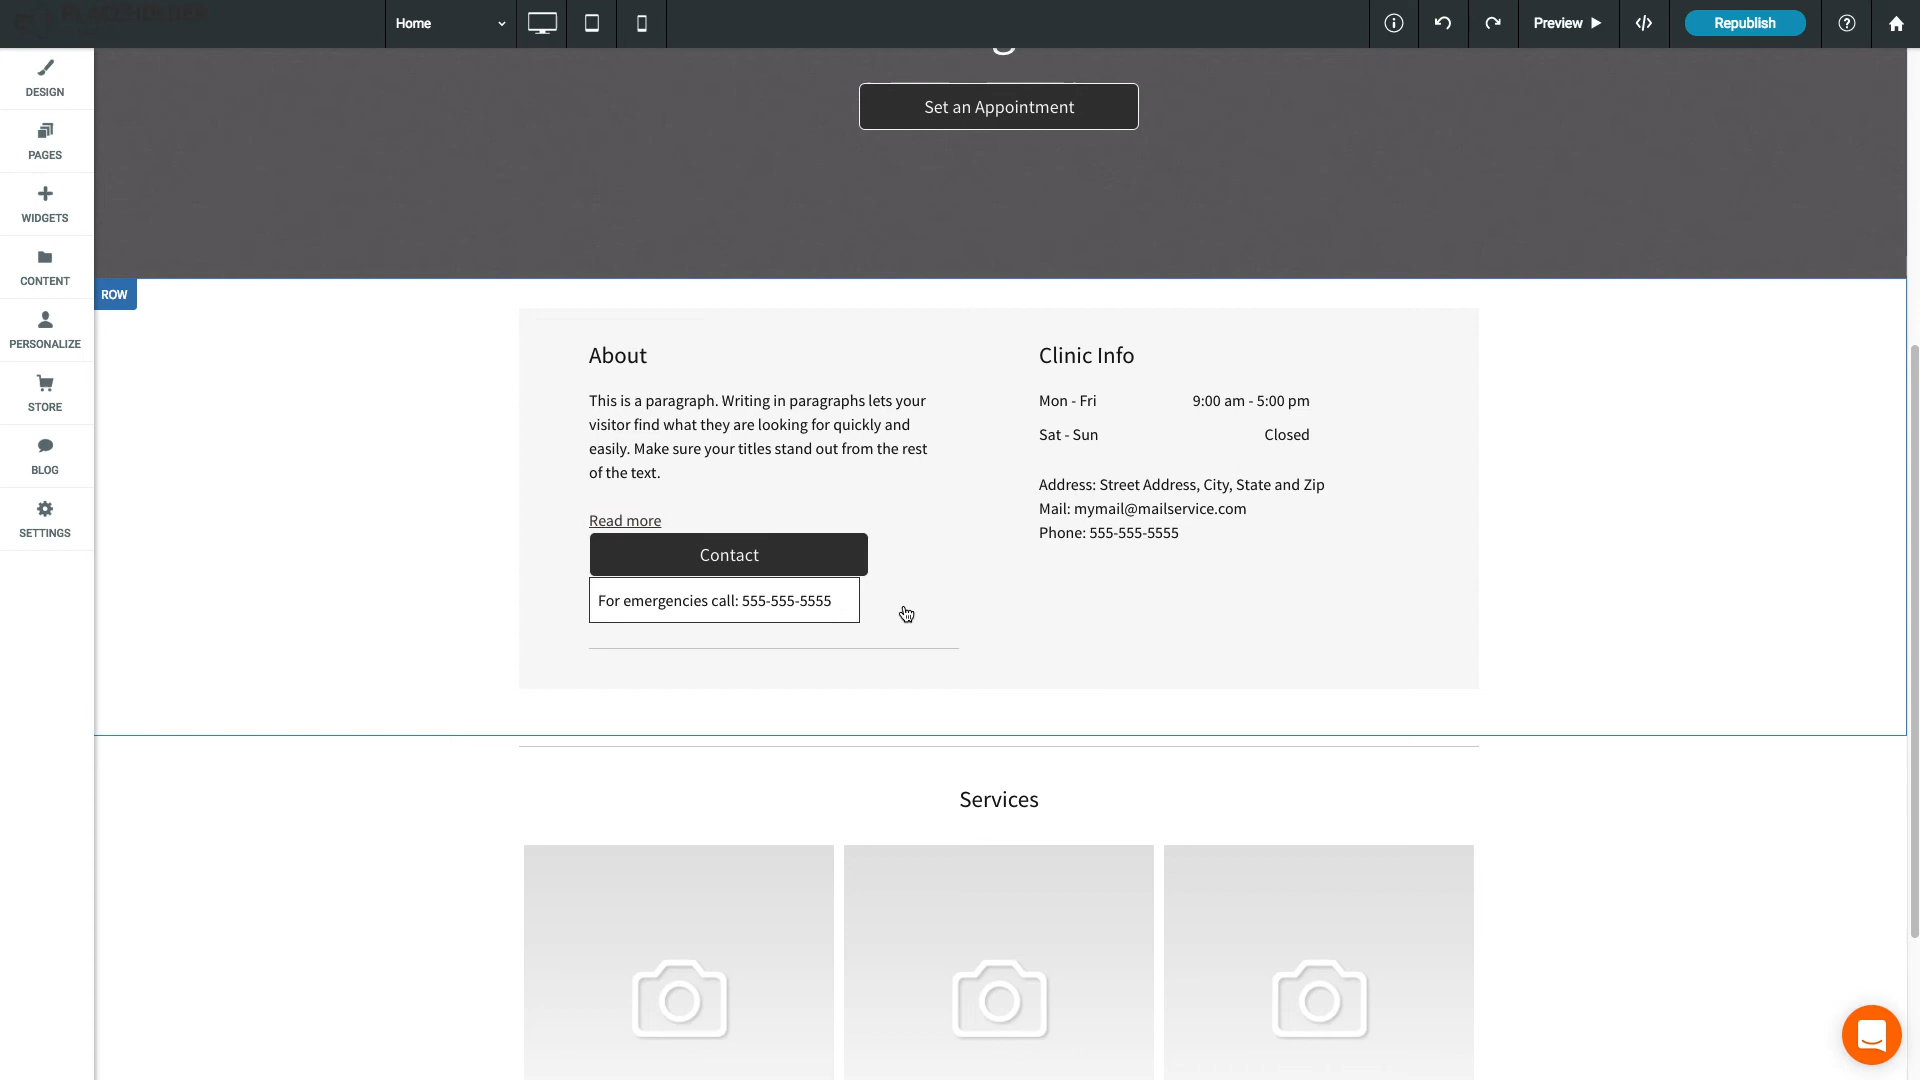 Home
Preview
Republish
DESIGN
PAGES
WIDGETS
CONTENT
PERSONALIZE
STORE
BLOG
SETTINGS
Set an Appointment
ROW
About
This is a paragraph. Writing in paragraphs lets your
visitor find what they are looking for quickly and
easily. Make sure your titles stand out from the rest
of the text.
Read more
Contact
For emergencies call: 555-555-5555
Clinic Info
Mon - Fri 9:00 am - 5:00 pm
Sat - Sun Closed
Address: Street Address, City, State and Zip
Mail: mymail@mailservice.com
Phone: 555-555-5555
Services